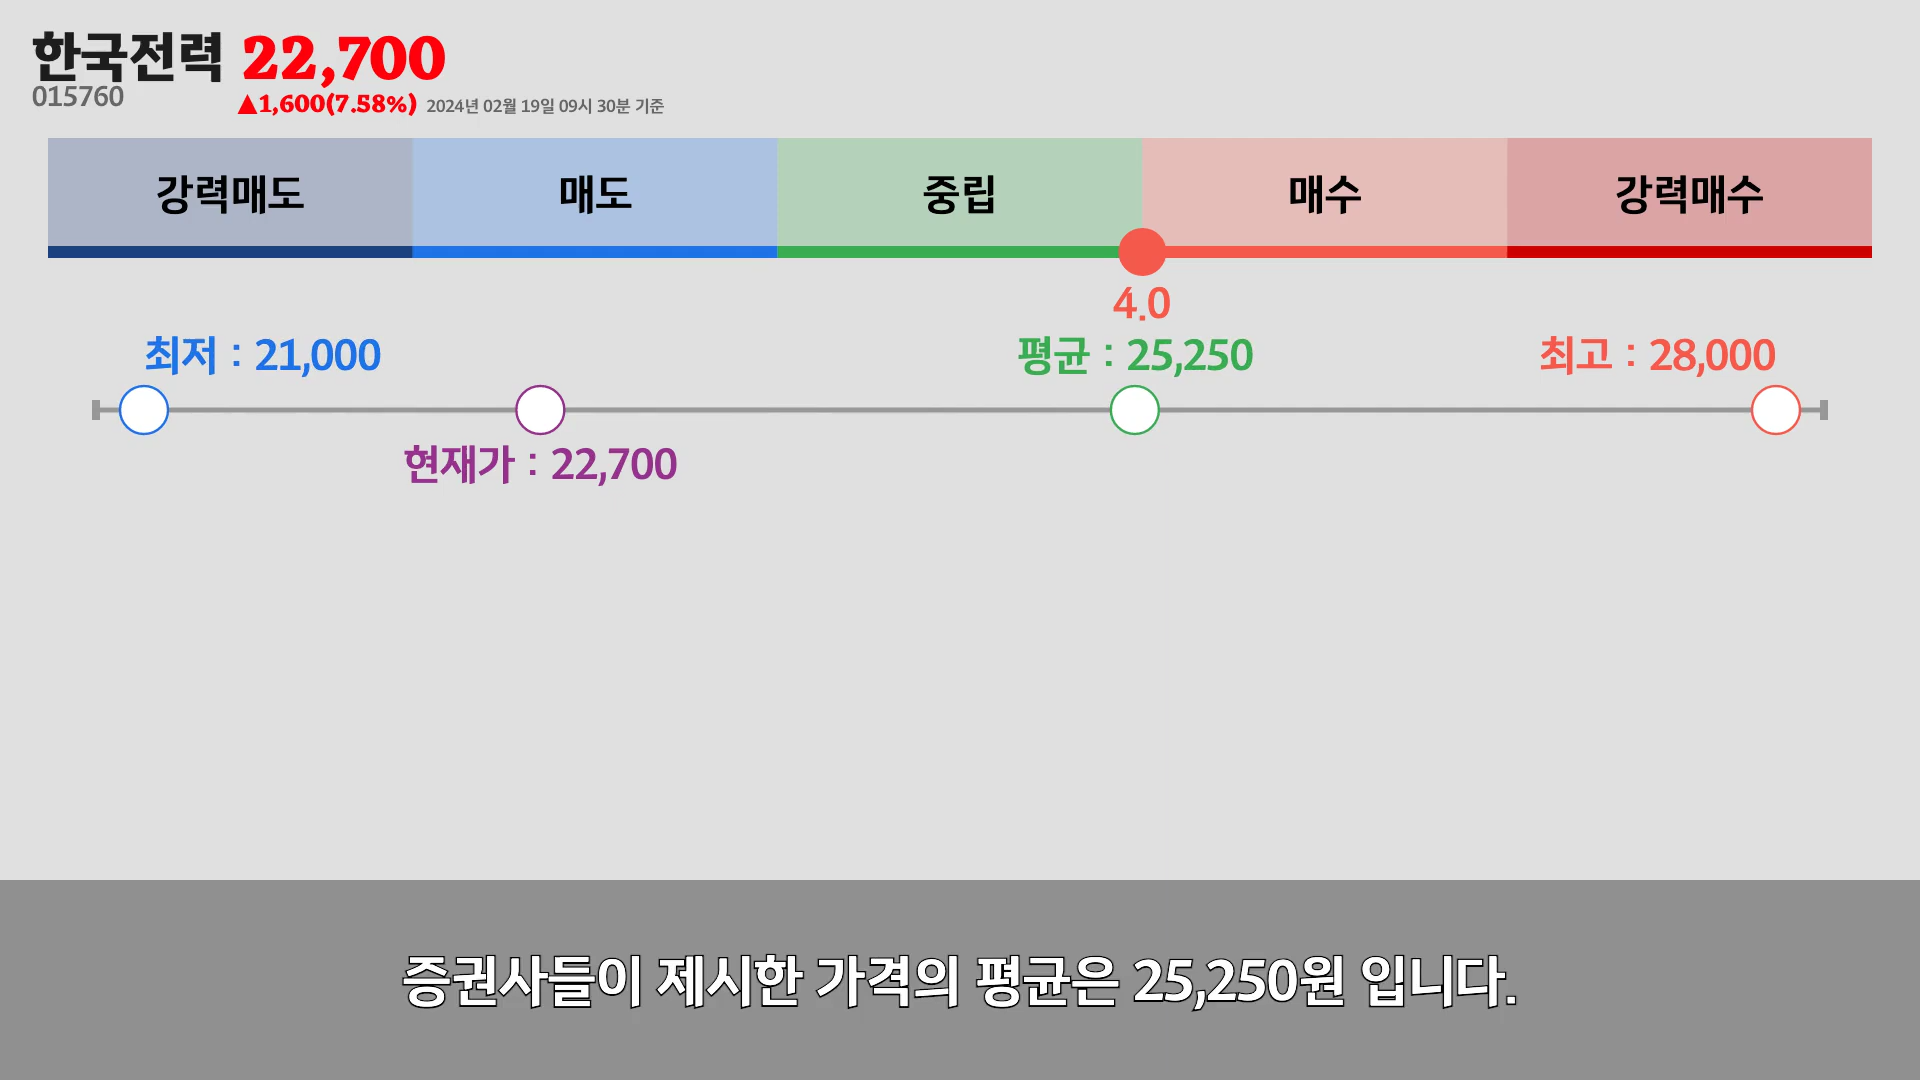 한국전력 22,700
015760
▲1,600(7.58%) 2024년 02월 19일 09시 30분 기준
강력매도 매도 중립 매수 강력매수
4.0
최저 : 21,000 평균 : 25,250 최고 : 28,000
현재가 : 22,700
증권사들이 제시한 가격의 평균은 25,250원 입니다.